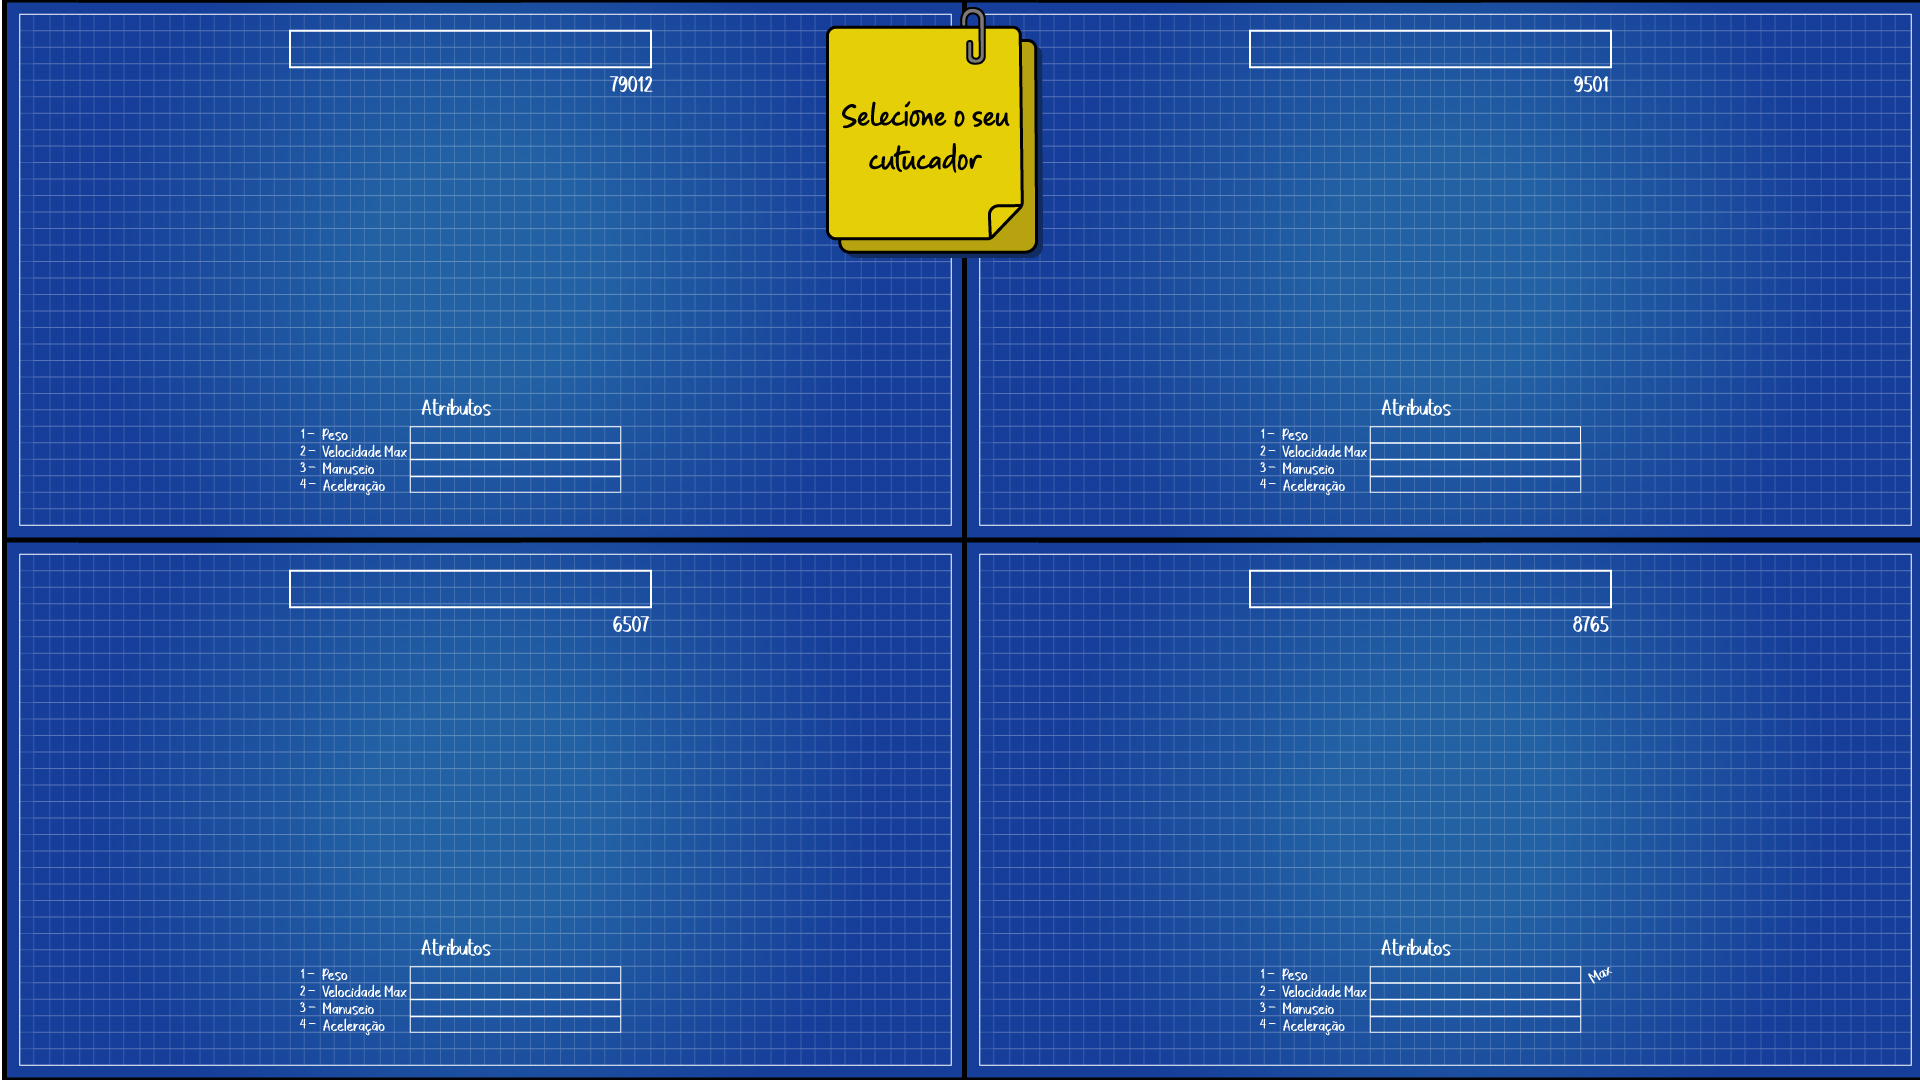 79012
Selecione o seu
cutucador
9501
Atributos
1- Peso
2- Velocidade Max
3- Manuseio
4- Aceleração
Atributos
1- Peso
2- Velocidade Max
3- Manuseio
4- Aceleração
6507
8765
Atributos
1- Peso
2- Velocidade Max
3- Manuseio
4- Aceleração
Atributos
1- Peso
Max
2- Velocidade Max
3- Manuseio
4- Aceleração